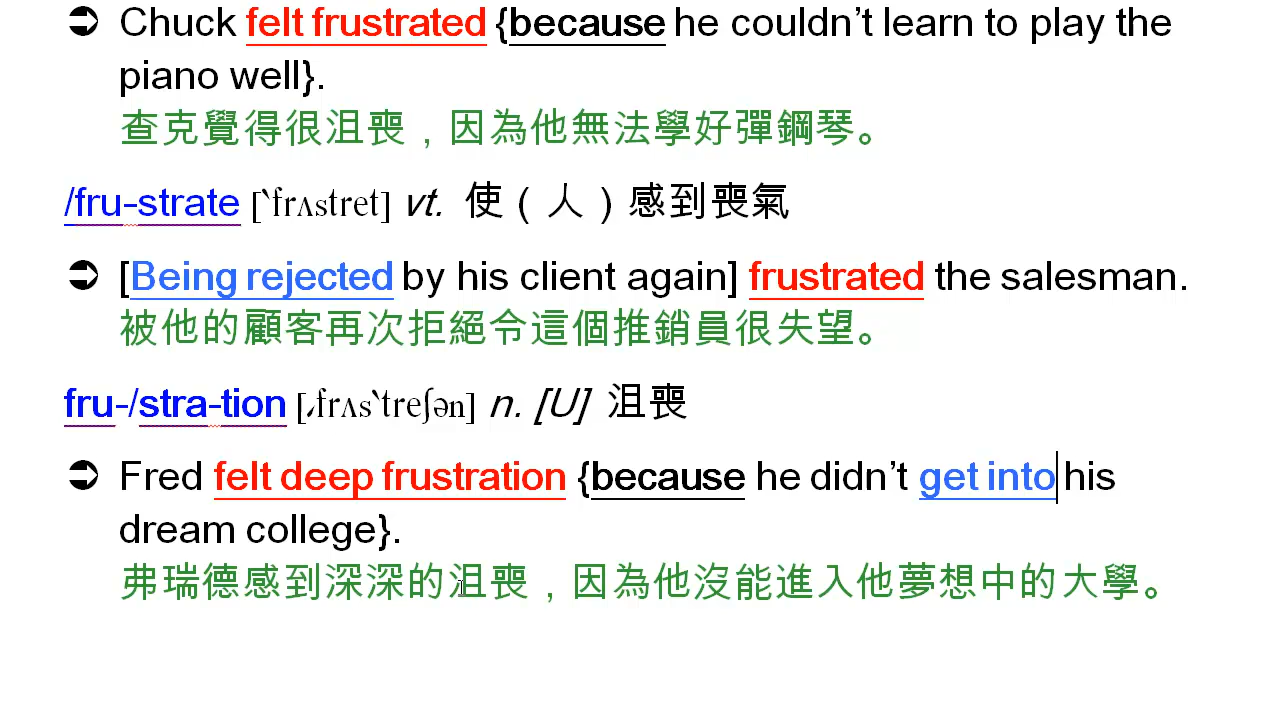 ➲ Chuck felt frustrated {because he couldn’t learn to play the
piano well}.
查克覺得很沮喪，因為他無法學好彈鋼琴。
/fru-strate [ˋfrʌstret] vt. 使（人）感到喪氣
➲ [Being rejected by his client again] frustrated the salesman.
被他的顧客再次拒絕令這個推銷員很失望。
fru-/stra-tion [ˏfrʌsˋtreʃən] n. [U] 沮喪
➲ Fred felt deep frustration {because he didn’t get into his
dream college}.
弗瑞德感到深深的沮喪，因為他沒能進入他夢想中的大學。